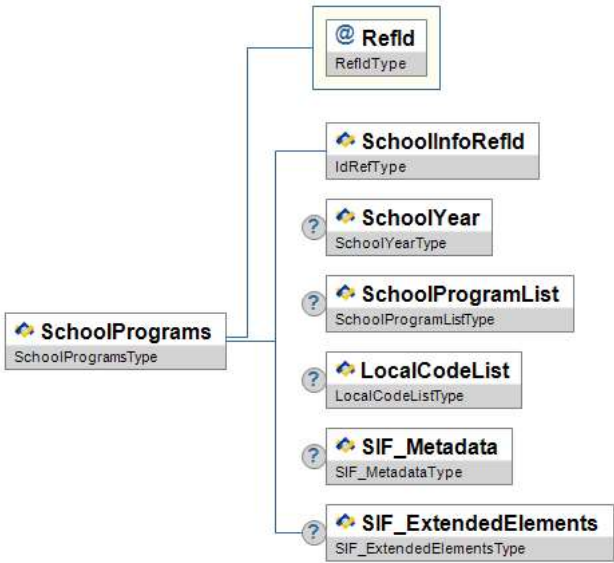 @ RefId
RefIdType
SchoolInfoRefId
IdRefType
? SchoolYear
SchoolYearType
? SchoolProgramList
SchoolProgramListType
SchoolPrograms
SchoolProgramsType
? LocalCodeList
LocalCodeListType
? SIF_Metadata
SIF_MetadataType
? SIF_ExtendedElements
SIF_ExtendedElementsType